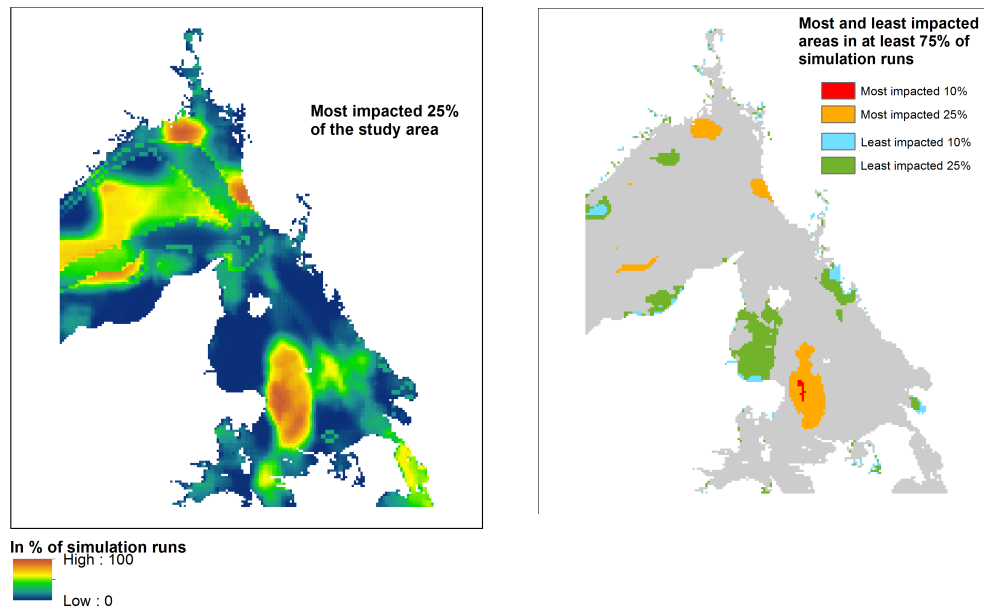 Most impacted 25%
of the study area
In % of simulation runs
High : 100
Low : 0
Most and least impacted
areas in at least 75% of
simulation runs
Most impacted 10%
Most impacted 25%
Least impacted 10%
Least impacted 25%